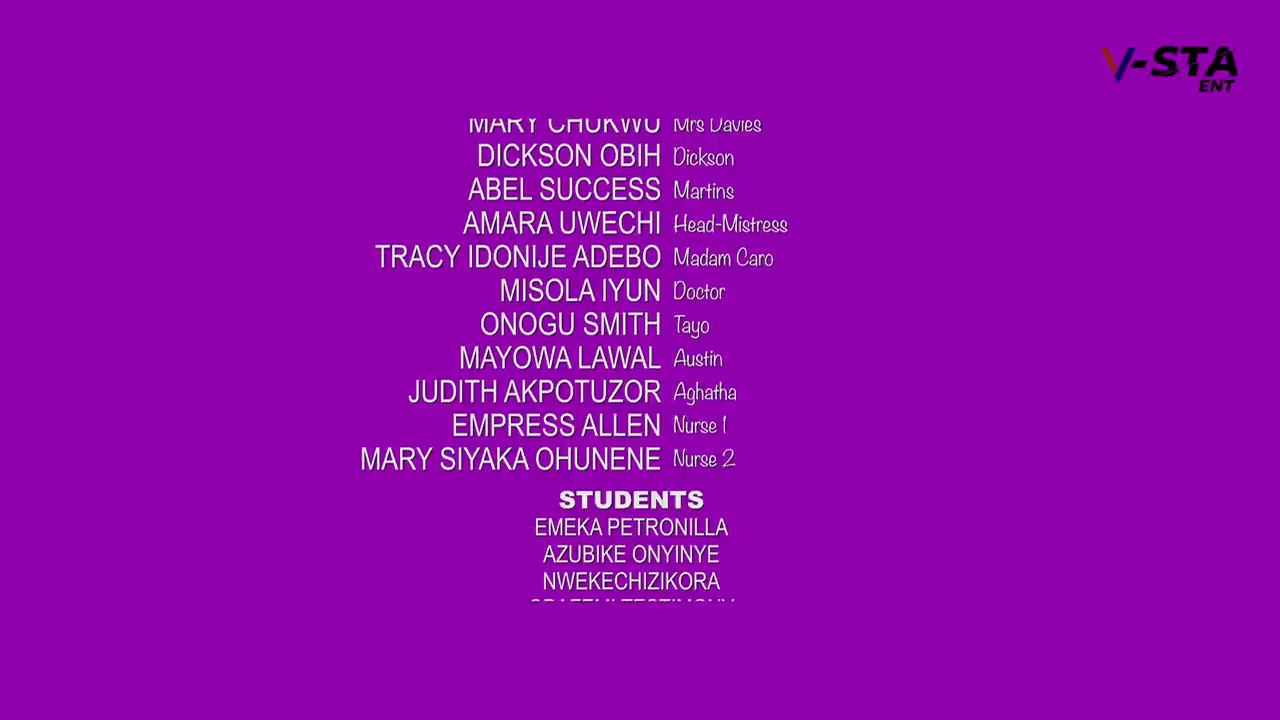 V-STA
ENT
MARY CHUKWU Mrs Davies
DICKSON OBIH Dickson
ABEL SUCCESS Martins
AMARA UWECHI Head-Mistress
TRACY IDONIJE ADEBO Madam Caro
MISOLA IYUN Doctor
ONOGU SMITH Tayo
MAYOWA LAWAL Austin
JUDITH AKPOTUZOR Aghatha
EMPRESS ALLEN Nurse 1
MARY SIYAKA OHUNENE Nurse 2
STUDENTS
EMEKA PETRONILLA
AZUBIKE ONYINYE
NWEKECHIZIKORA